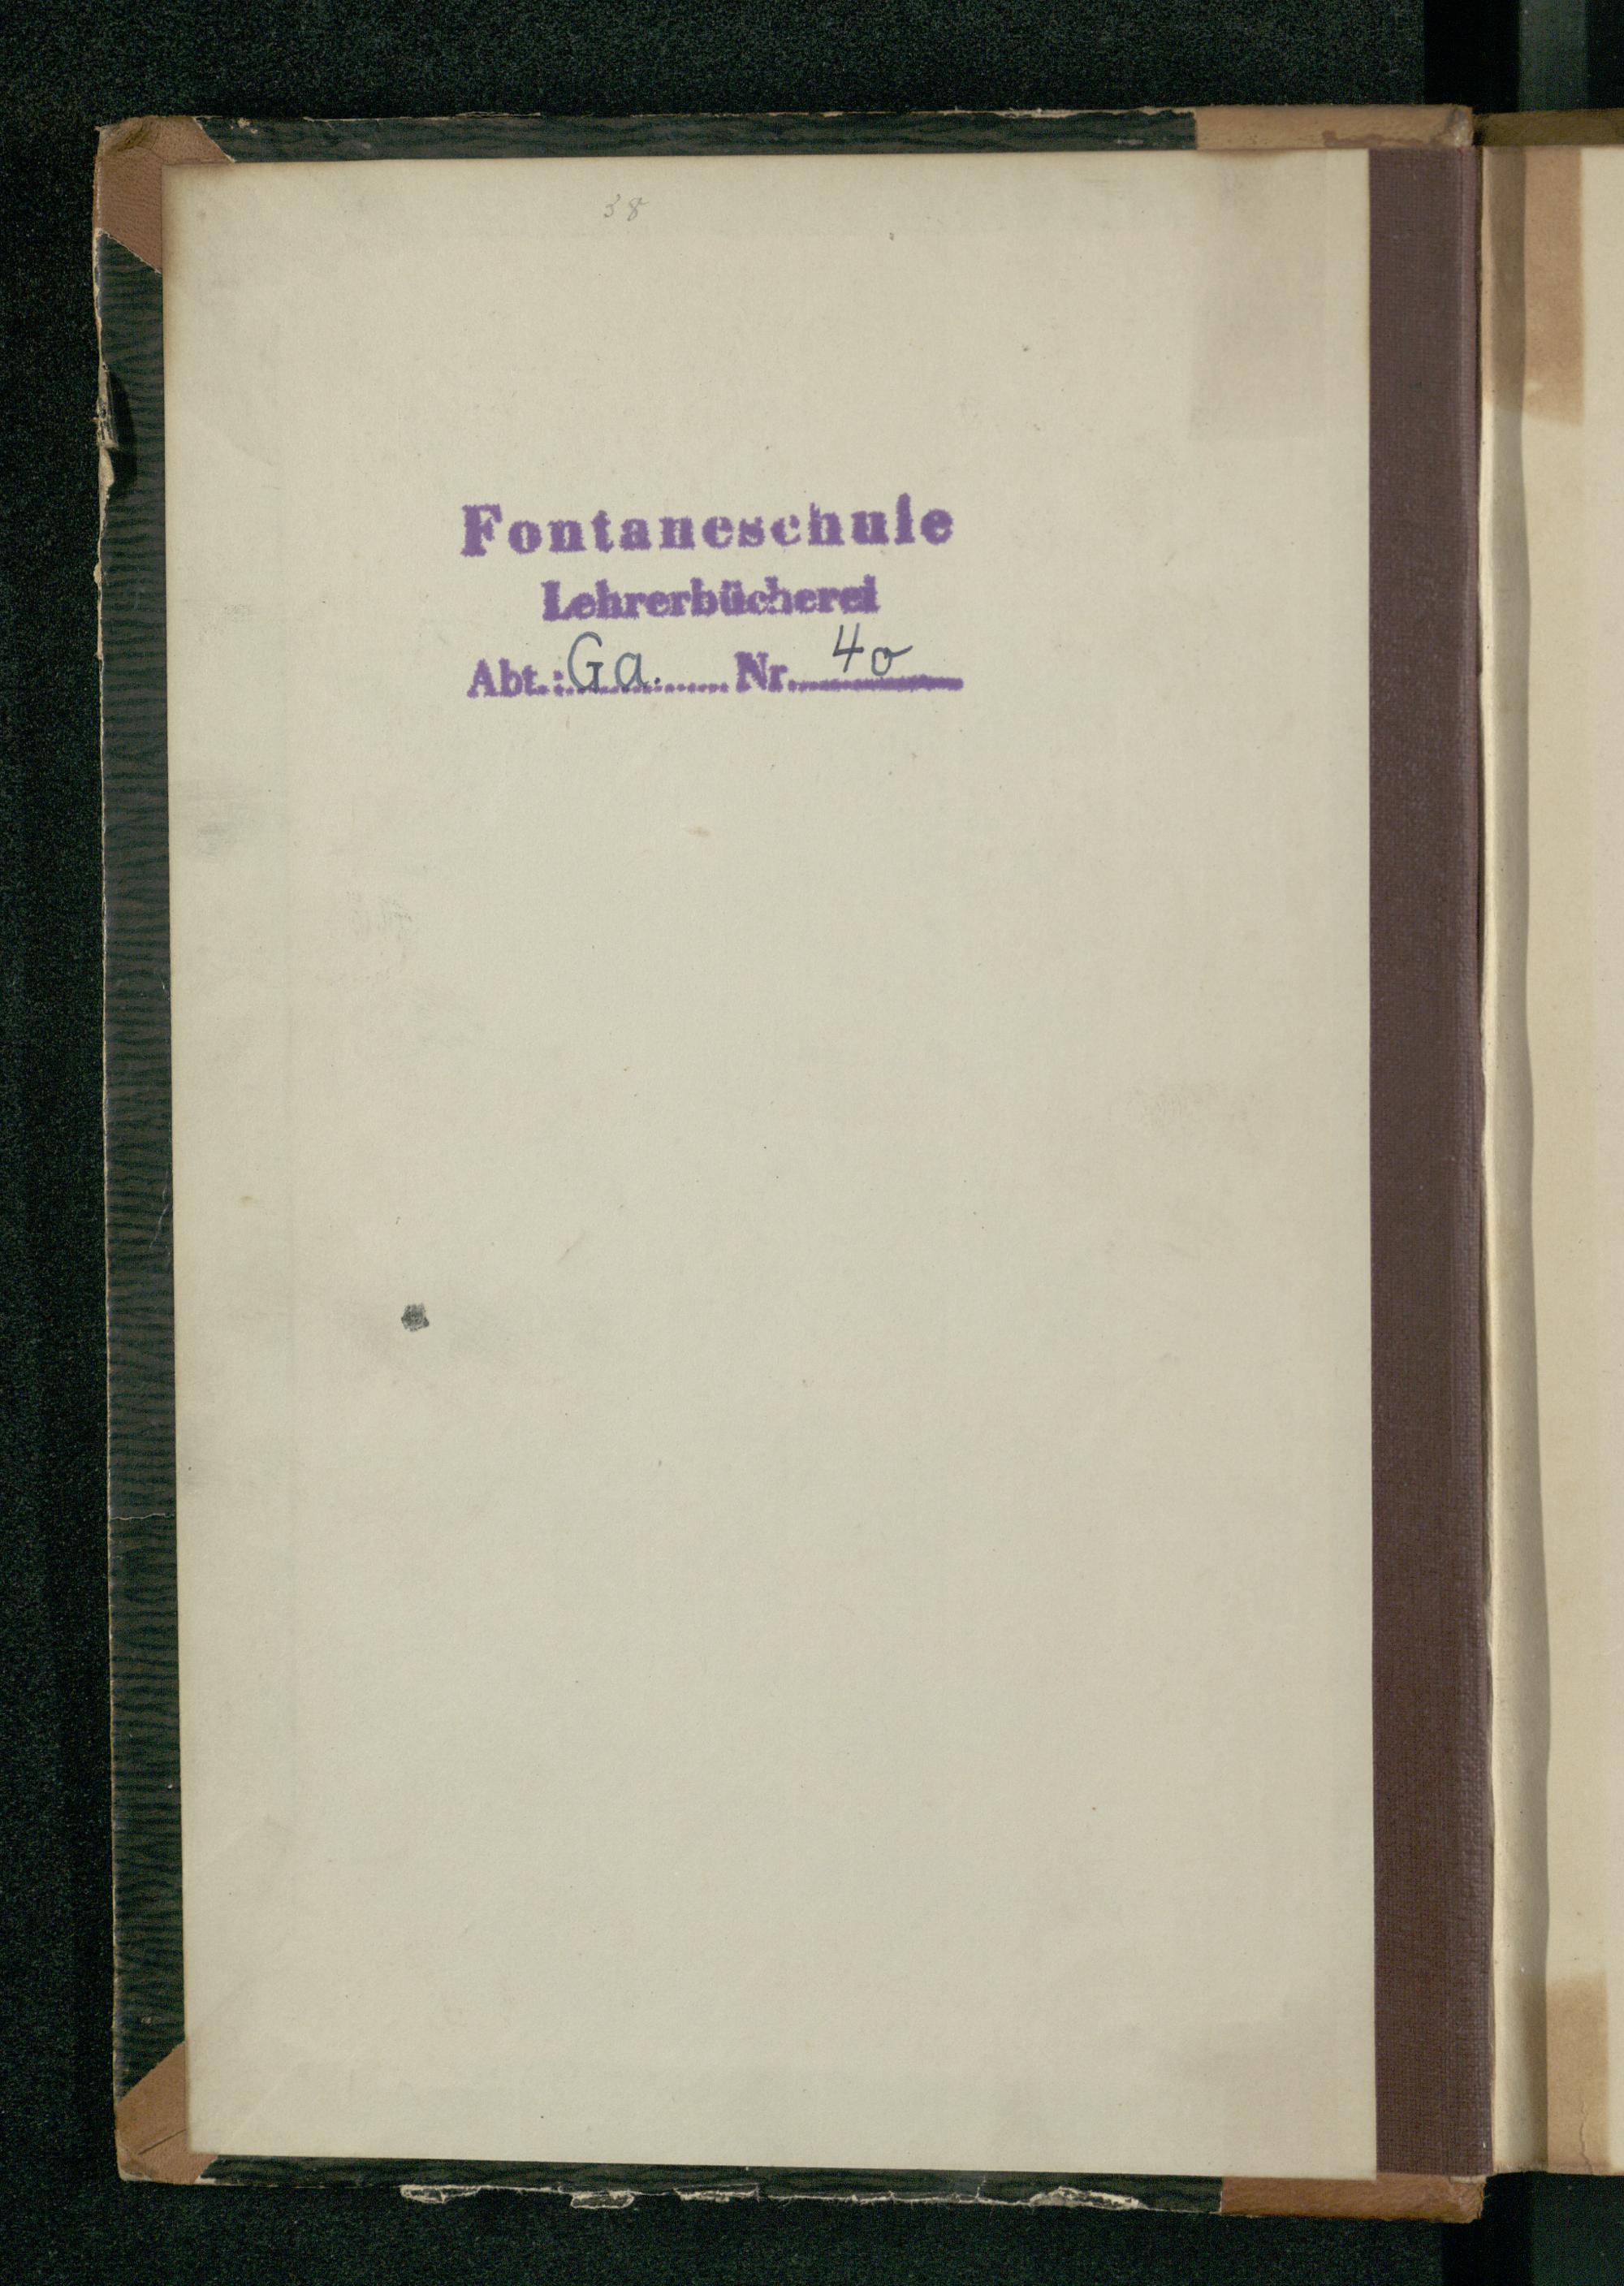 38
Fontaneschule
Lehrerbücherei
Abt.: Ga. Nr. 40